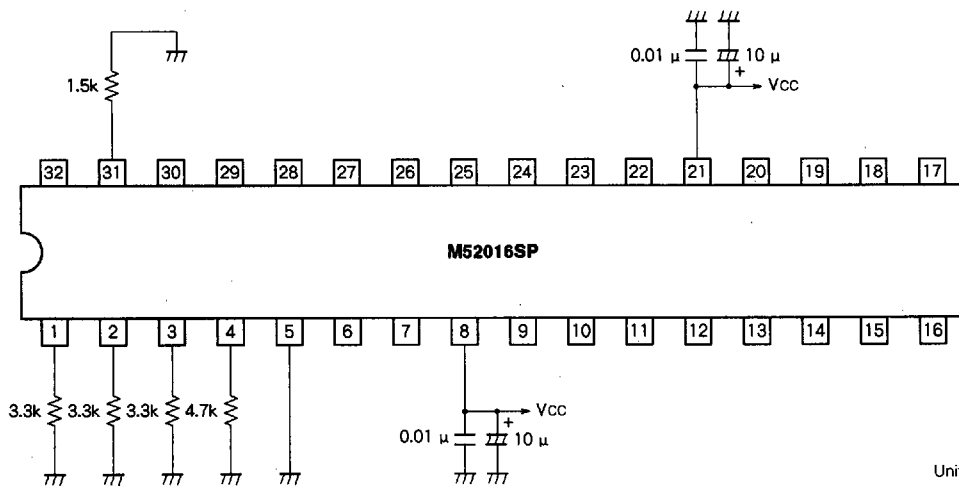 0.01 μ 10 μ
+
1.5k
Vcc
32 31 30 29 28 27 26 25 24 23 22 21 20 19 18 17
M52016SP
1 2 3 4 5 6 7 8 9 10 11 12 13 14 15 16
3.3k 3.3k 3.3k 4.7k
Vcc
+
0.01 μ 10 μ
Unit